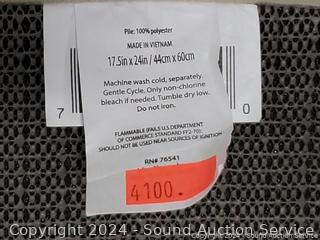 Pile: 100% polyester
MADE IN VIETNAM
17.5in x 24in / 44cm x 60cm
Machine wash cold, separately.
Gentle Cycle. Only non-chlorine
bleach if needed. Tumble dry low.
Do not iron.
7
0
FLAMMABLE (FAILS U.S DEPARTMENT
OF COMMERCE STANDARD FF2-70):
SHOULD NOT BE USED NEAR SOURCES OF IGNITION
RN# 76541
4100.
Copyright 2024 - Sound Auction Service